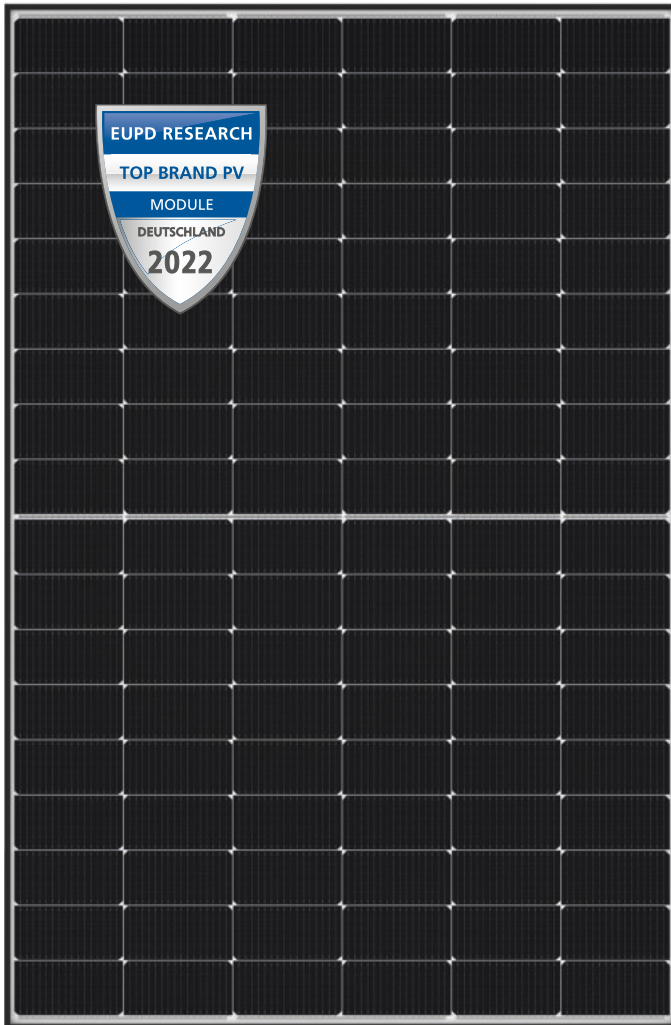 EUPD RESEARCH
TOP BRAND PV
MODULE
DEUTSCHLAND
2022